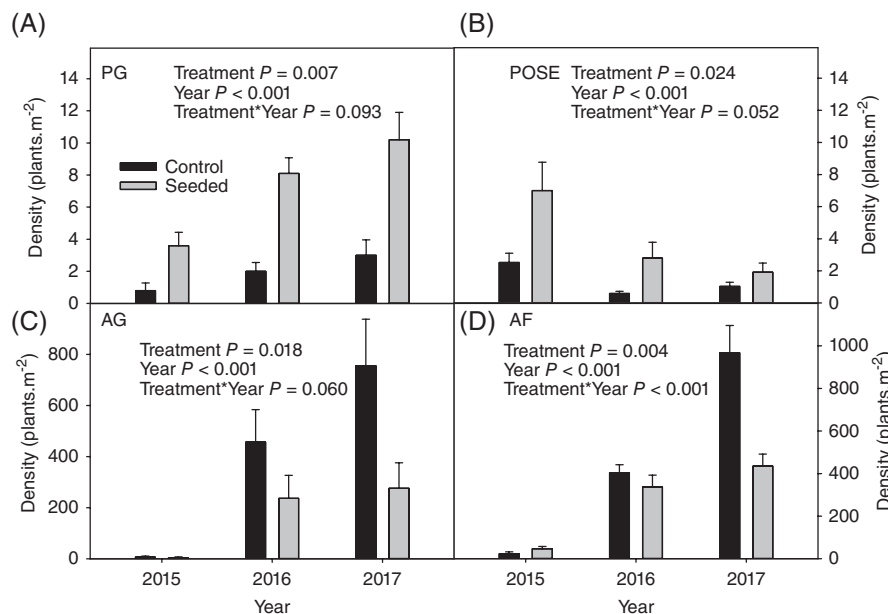 (A)
PG
Treatment P = 0.007
Year P < 0.001
Treatment*Year P = 0.093
Control
Seeded
Density (plants.m-2)
14
12
10
8
6
4
2
0
(B)
POSE
Treatment P = 0.024
Year P < 0.001
Treatment*Year P = 0.052
14
12
10
8
6
4
2
0
Density (plants.m-2)
(C)
AG
Treatment P = 0.018
Year P < 0.001
Treatment*Year P = 0.060
Density (plants.m-2)
800
600
400
200
0
2015
2016
2017
Year
(D)
AF
Treatment P = 0.004
Year P < 0.001
Treatment*Year P < 0.001
1000
800
600
400
200
0
Density (plants.m-2)
2015
2016
2017
Year